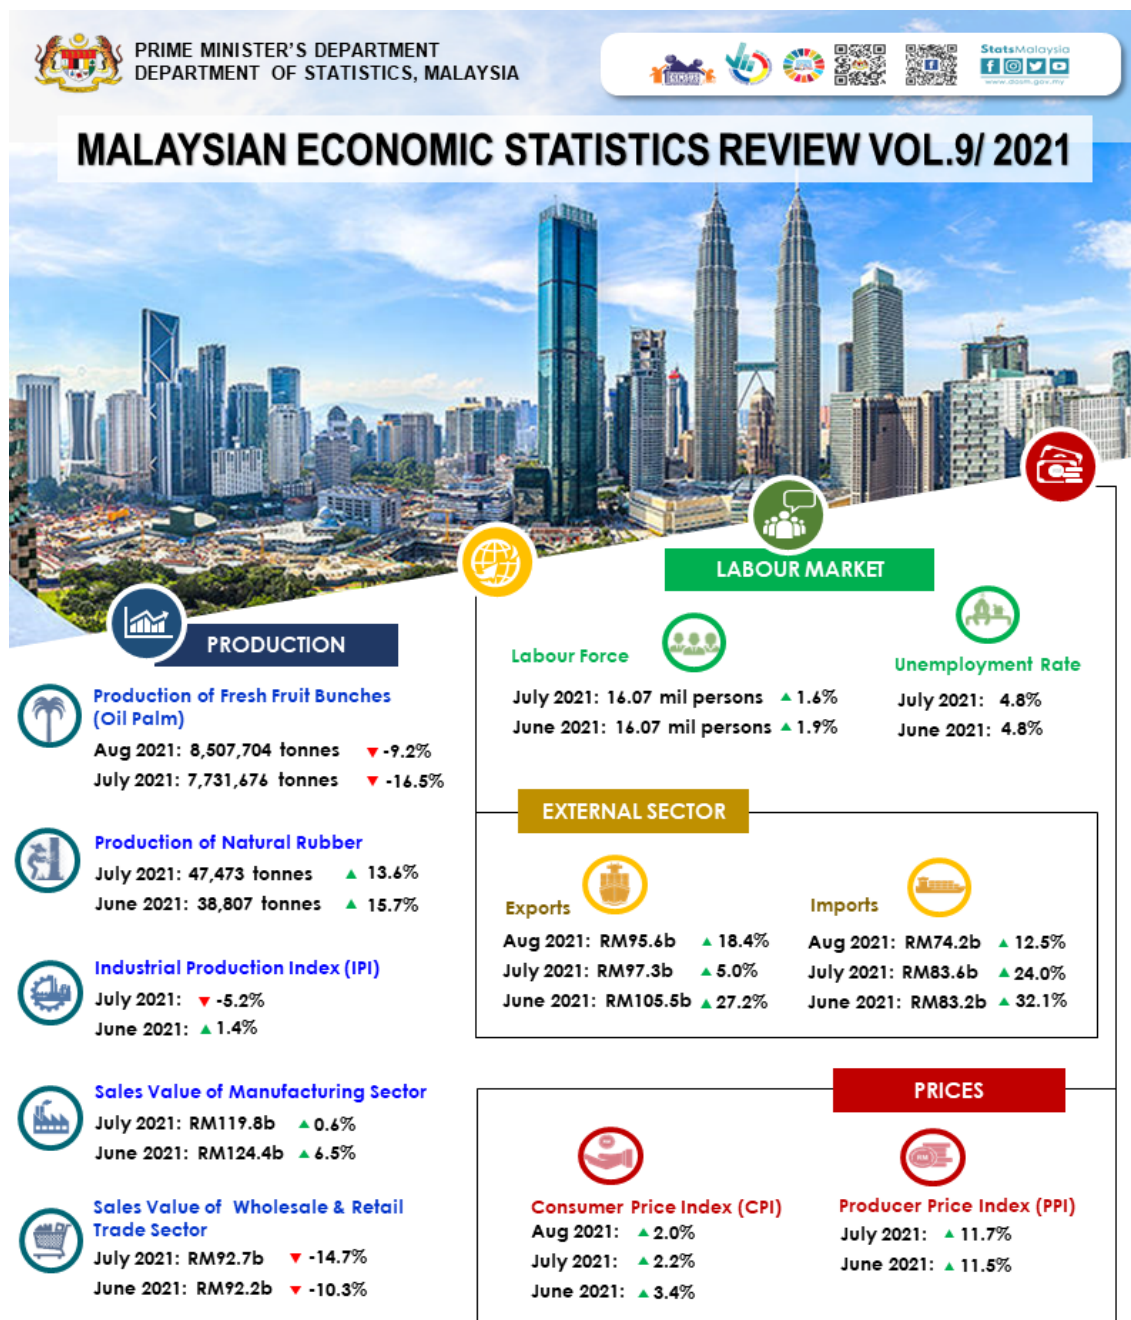 PRIME MINISTER'S DEPARTMENT
DEPARTMENT OF STATISTICS, MALAYSIA
StatsMalaysia
www.dosm.gov.my
MALAYSIAN ECONOMIC STATISTICS REVIEW VOL.9/ 2021
PRODUCTION
Production of Fresh Fruit Bunches
(Oil Palm)
Aug 2021: 8,507,704 tonnes ▼ -9.2%
July 2021: 7,731,676 tonnes ▼ -16.5%
Production of Natural Rubber
July 2021: 47,473 tonnes ▲ 13.6%
June 2021: 38,807 tonnes ▲ 15.7%
Industrial Production Index (IPI)
July 2021: ▼ -5.2%
June 2021: ▲ 1.4%
Sales Value of Manufacturing Sector
July 2021: RM119.8b ▲ 0.6%
June 2021: RM124.4b ▲ 6.5%
Sales Value of Wholesale & Retail
Trade Sector
July 2021: RM92.7b ▼ -14.7%
June 2021: RM92.2b ▼ -10.3%
LABOUR MARKET
Labour Force
July 2021: 16.07 mil persons ▲ 1.6%
June 2021: 16.07 mil persons ▲ 1.9%
Unemployment Rate
July 2021: 4.8%
June 2021: 4.8%
EXTERNAL SECTOR
Exports
Aug 2021: RM95.6b ▲ 18.4%
July 2021: RM97.3b ▲ 5.0%
June 2021: RM105.5b ▲ 27.2%
Imports
Aug 2021: RM74.2b ▲ 12.5%
July 2021: RM83.6b ▲ 24.0%
June 2021: RM83.2b ▲ 32.1%
PRICES
Consumer Price Index (CPI)
Aug 2021: ▲ 2.0%
July 2021: ▲ 2.2%
June 2021: ▲ 3.4%
Producer Price Index (PPI)
July 2021: ▲ 11.7%
June 2021: ▲ 11.5%